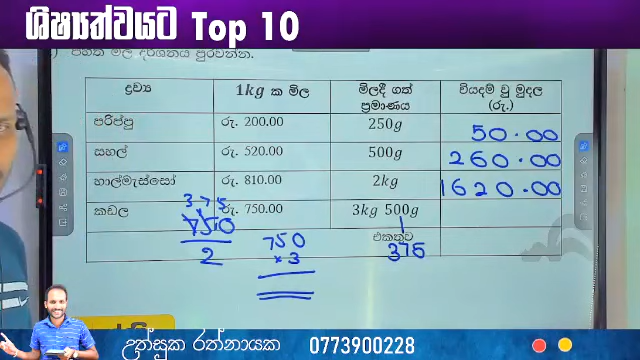 ශිෂ්‍යත්වයට Top 10
පහත මිල දර්ශනය පුරවන්න.
ද්‍රව්‍ය 1kg ක මිල මිලදී ගත් ප්‍රමාණය වියදම් වූ මුදල (රු.)
පරිප්පු රු. 200.00 250g 50.00
සහල් රු. 520.00 500g 260.00
හාල්මැස්සෝ රු. 810.00 2kg 1620.00
කඩල රු. 750.00 3kg 500g
එකතුව
375
750
2
750
×3
375
උත්සුක රත්නායක 0773900228